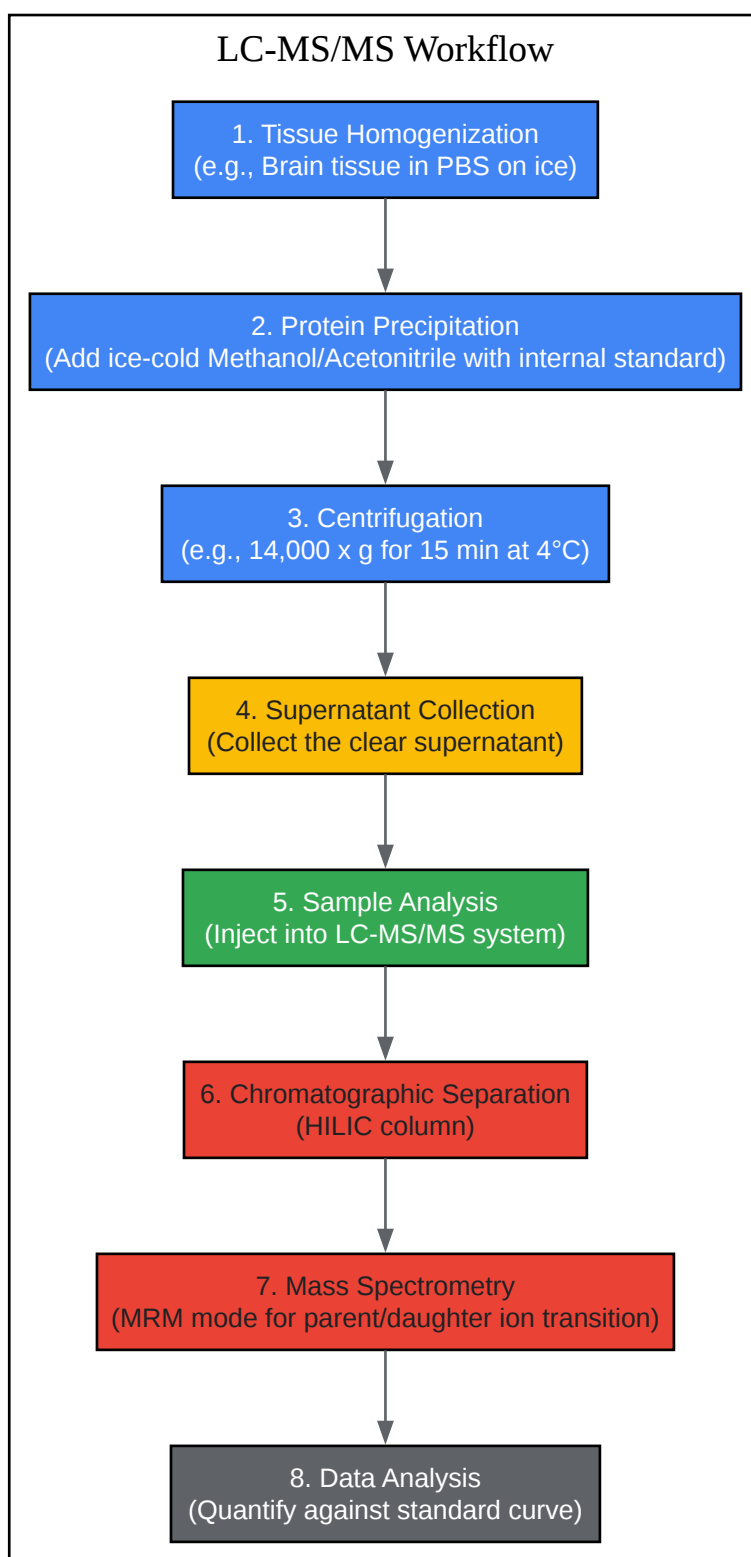 LC-MS/MS Workflow
1. Tissue Homogenization
(e.g., Brain tissue in PBS on ice)
2. Protein Precipitation
(Add ice-cold Methanol/Acetonitrile with internal standard)
3. Centrifugation
(e.g., 14,000 x g for 15 min at 4°C)
4. Supernatant Collection
(Collect the clear supernatant)
5. Sample Analysis
(Inject into LC-MS/MS system)
6. Chromatographic Separation
(HILIC column)
7. Mass Spectrometry
(MRM mode for parent/daughter ion transition)
8. Data Analysis
(Quantify against standard curve)